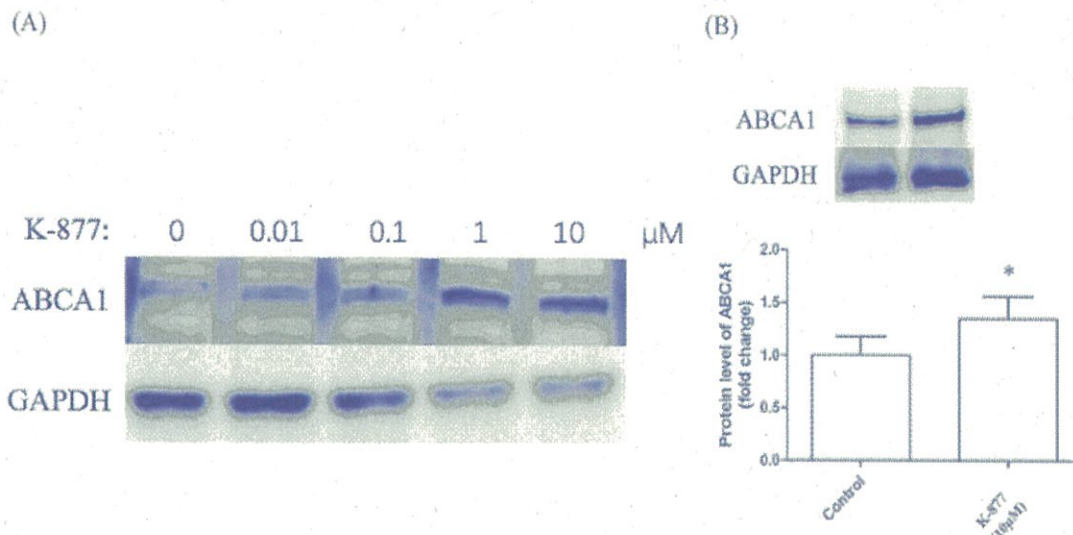 (A)
K-877: 0 0.01 0.1 1 10 μM
ABCA1
GAPDH
(B)
ABCA1
GAPDH
Protein level of ABCA1
(fold change)
2.0
1.5
1.0
0.5
0.0
*
Control
K-877
(10μM)